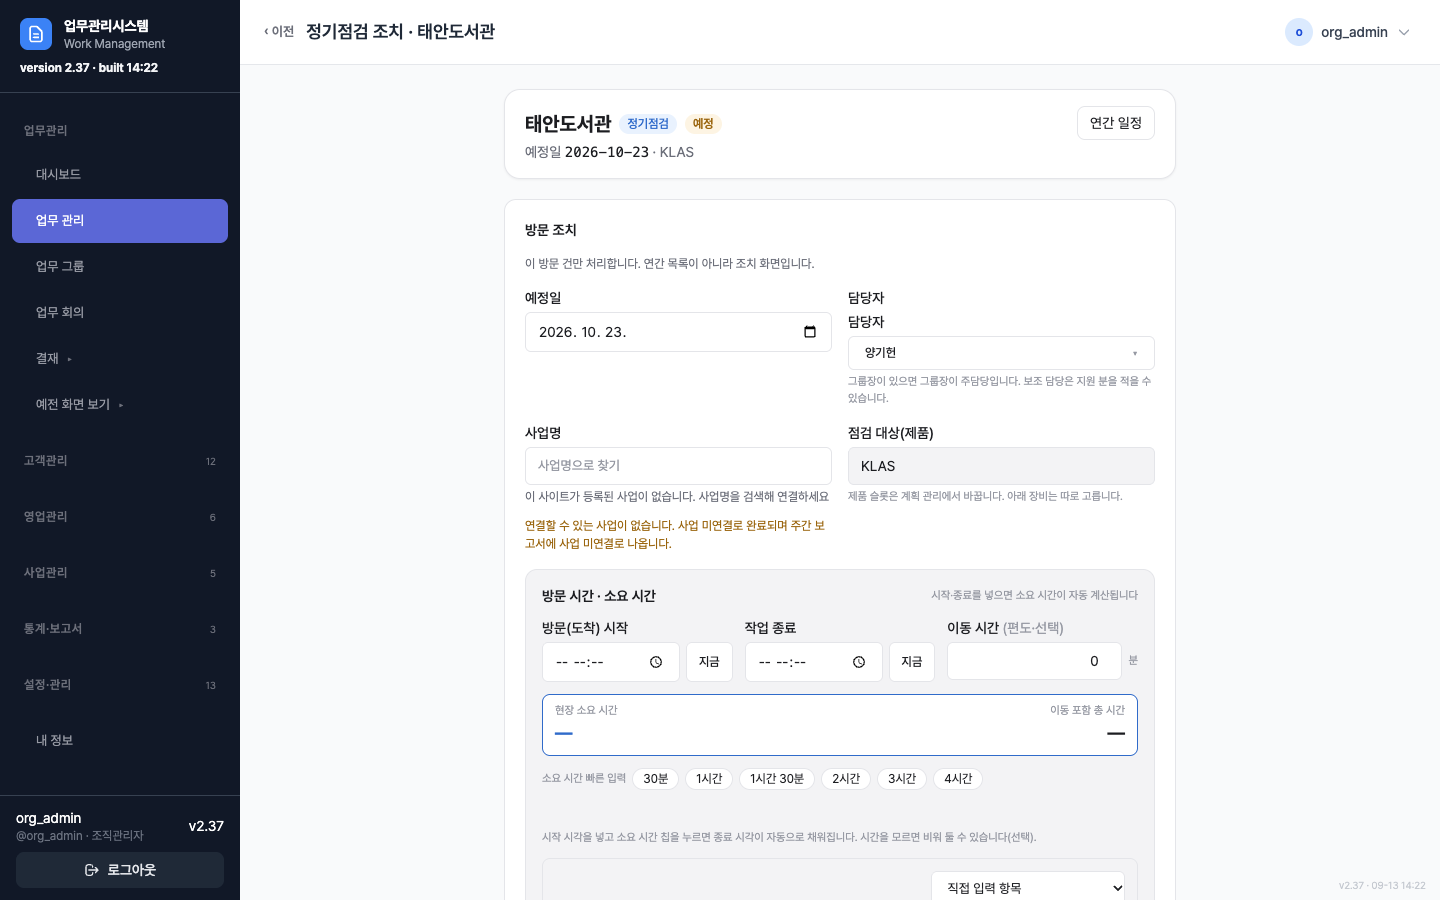 업무관리시스템
Work Management
version 2.37 · built 14:22
업무관리
대시보드
업무 관리
업무 그룹
업무 회의
결재 ▸
예전 화면 보기 ▸
고객관리 12
영업관리 6
사업관리 5
통계·보고서 3
설정·관리 13
내 정보
org_admin
@org_admin · 조직관리자
v2.37
로그아웃
‹ 이전 정기점검 조치 · 태안도서관
o org_admin
태안도서관 정기점검 예정
연간 일정
예정일 2026-10-23 · KLAS
방문 조치
이 방문 건만 처리합니다. 연간 목록이 아니라 조치 화면입니다.
예정일
2026. 10. 23.
담당자
담당자
양기헌 ▾
그룹장이 있으면 그룹장이 주담당입니다. 보조 담당은 지원 분을 적을 수
있습니다.
사업명
사업명으로 찾기
이 사이트가 등록된 사업이 없습니다. 사업명을 검색해 연결하세요
연결할 수 있는 사업이 없습니다. 사업 미연결로 완료되며 주간 보
고서에 사업 미연결로 나옵니다.
점검 대상(제품)
KLAS
제품 슬롯은 계획 관리에서 바꿉니다. 아래 장비는 따로 고릅니다.
방문 시간 · 소요 시간
시작·종료를 넣으면 소요 시간이 자동 계산됩니다
방문(도착) 시작
-- --:-- 지금
작업 종료
-- --:-- 지금
이동 시간 (편도·선택)
0 분
현장 소요 시간
—
이동 포함 총 시간
—
소요 시간 빠른 입력 30분 1시간 1시간 30분 2시간 3시간 4시간
시작 시각을 넣고 소요 시간 칩을 누르면 종료 시각이 자동으로 채워집니다. 시간을 모르면 비워 둘 수 있습니다(선택).
직접 입력 항목
v2.37 · 09-13 14:22